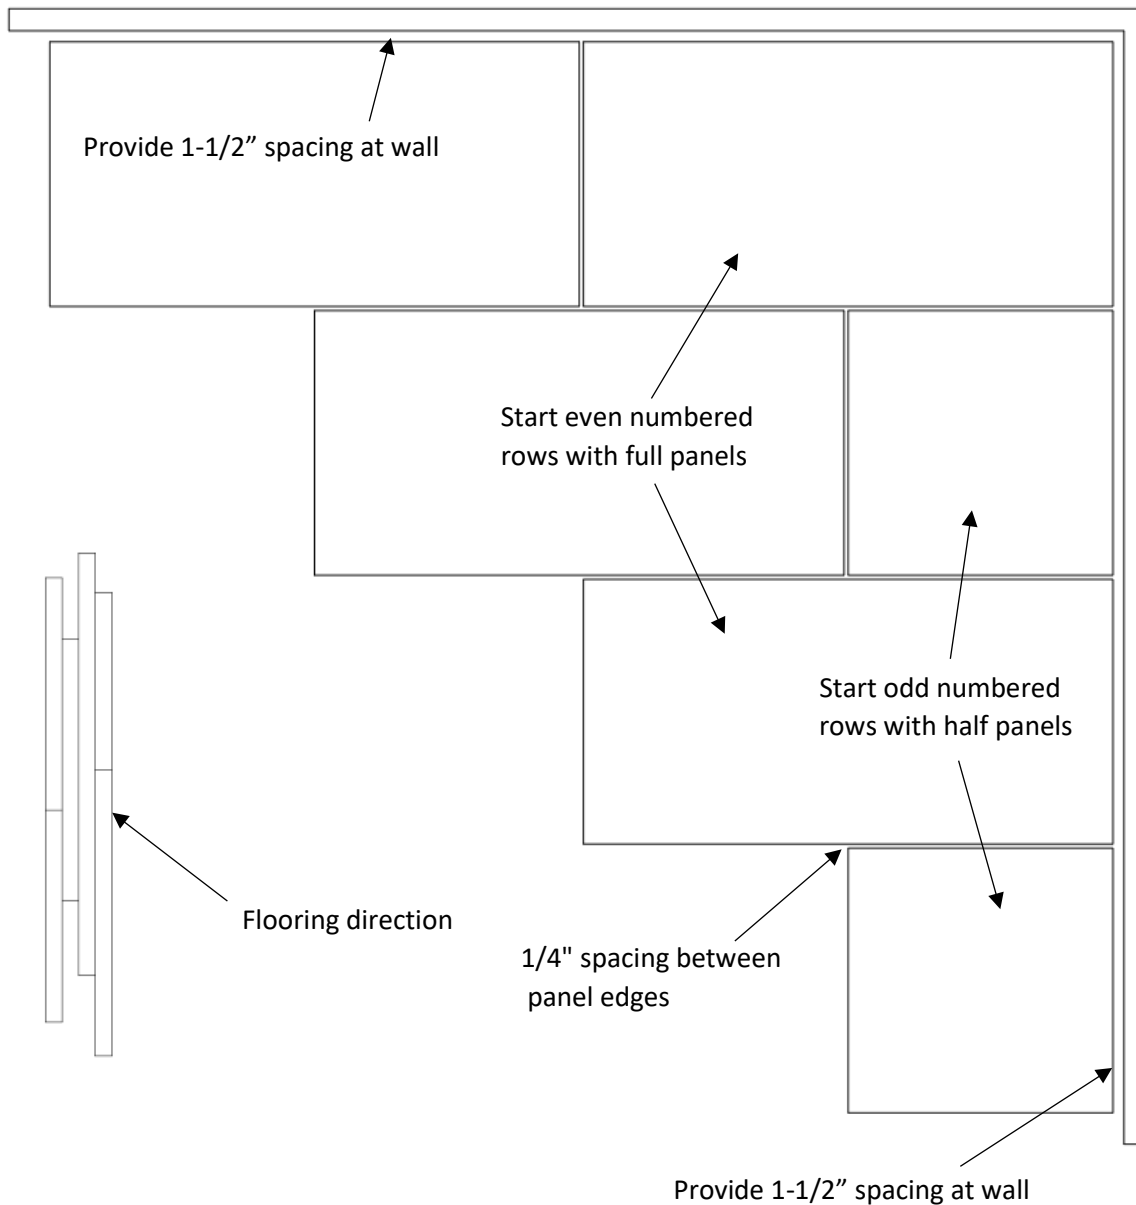 Provide 1-1/2” spacing at wall
Start even numbered
rows with full panels
Start odd numbered
rows with half panels
Flooring direction
1/4" spacing between
panel edges
Provide 1-1/2” spacing at wall